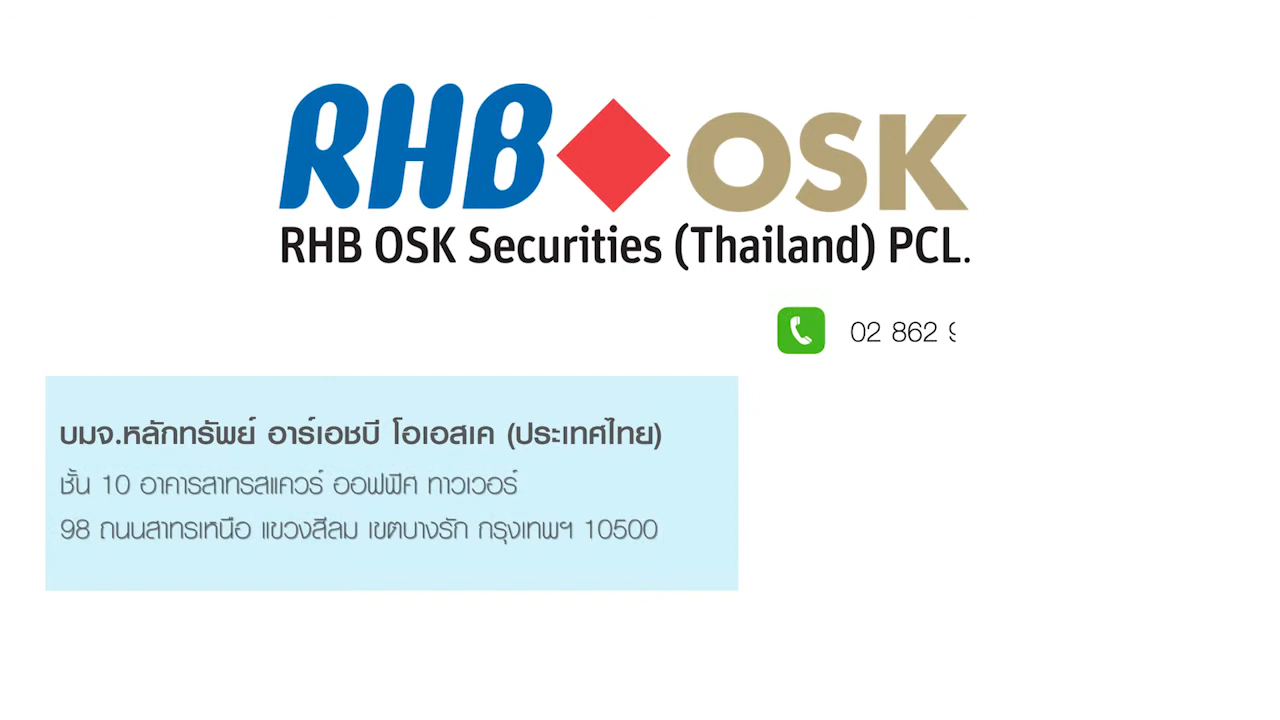 RHB OSK
RHB OSK Securities (Thailand) PCL.
02 862
บมจ.หลักทรัพย์ อาร์เอชบี โอเอสเค (ประเทศไทย)
ชั้น 10 อาคารสาทรสแควร์ ออฟฟิศ ทาวเวอร์
98 ถนนสาทรเหนือ แขวงสีลม เขตบางรัก กรุงเทพฯ 10500